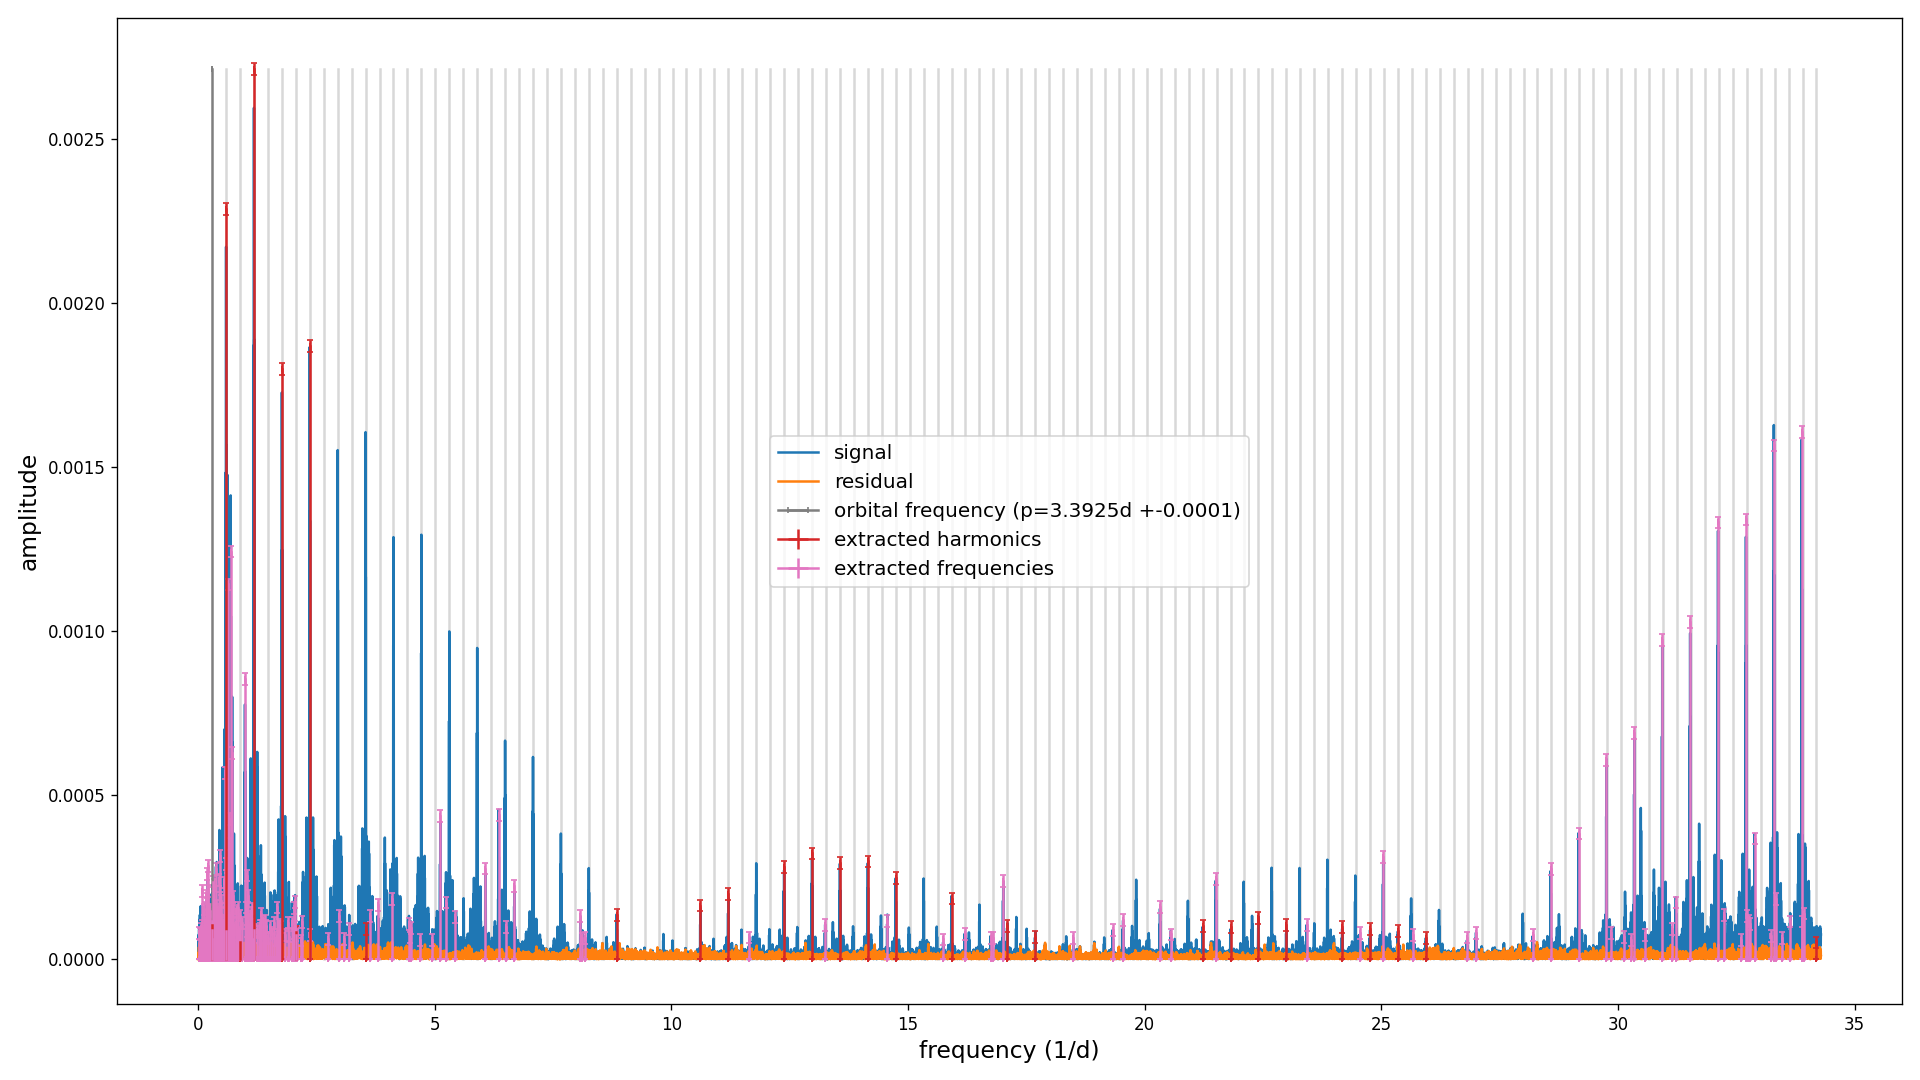 amplitude
0.0025
0.0020
0.0015
0.0010
0.0005
0.0000
signal
residual
orbital frequency (p=3.3925d +-0.0001)
extracted harmonics
extracted frequencies
0 5 10 15 20 25 30 35
frequency (1/d)